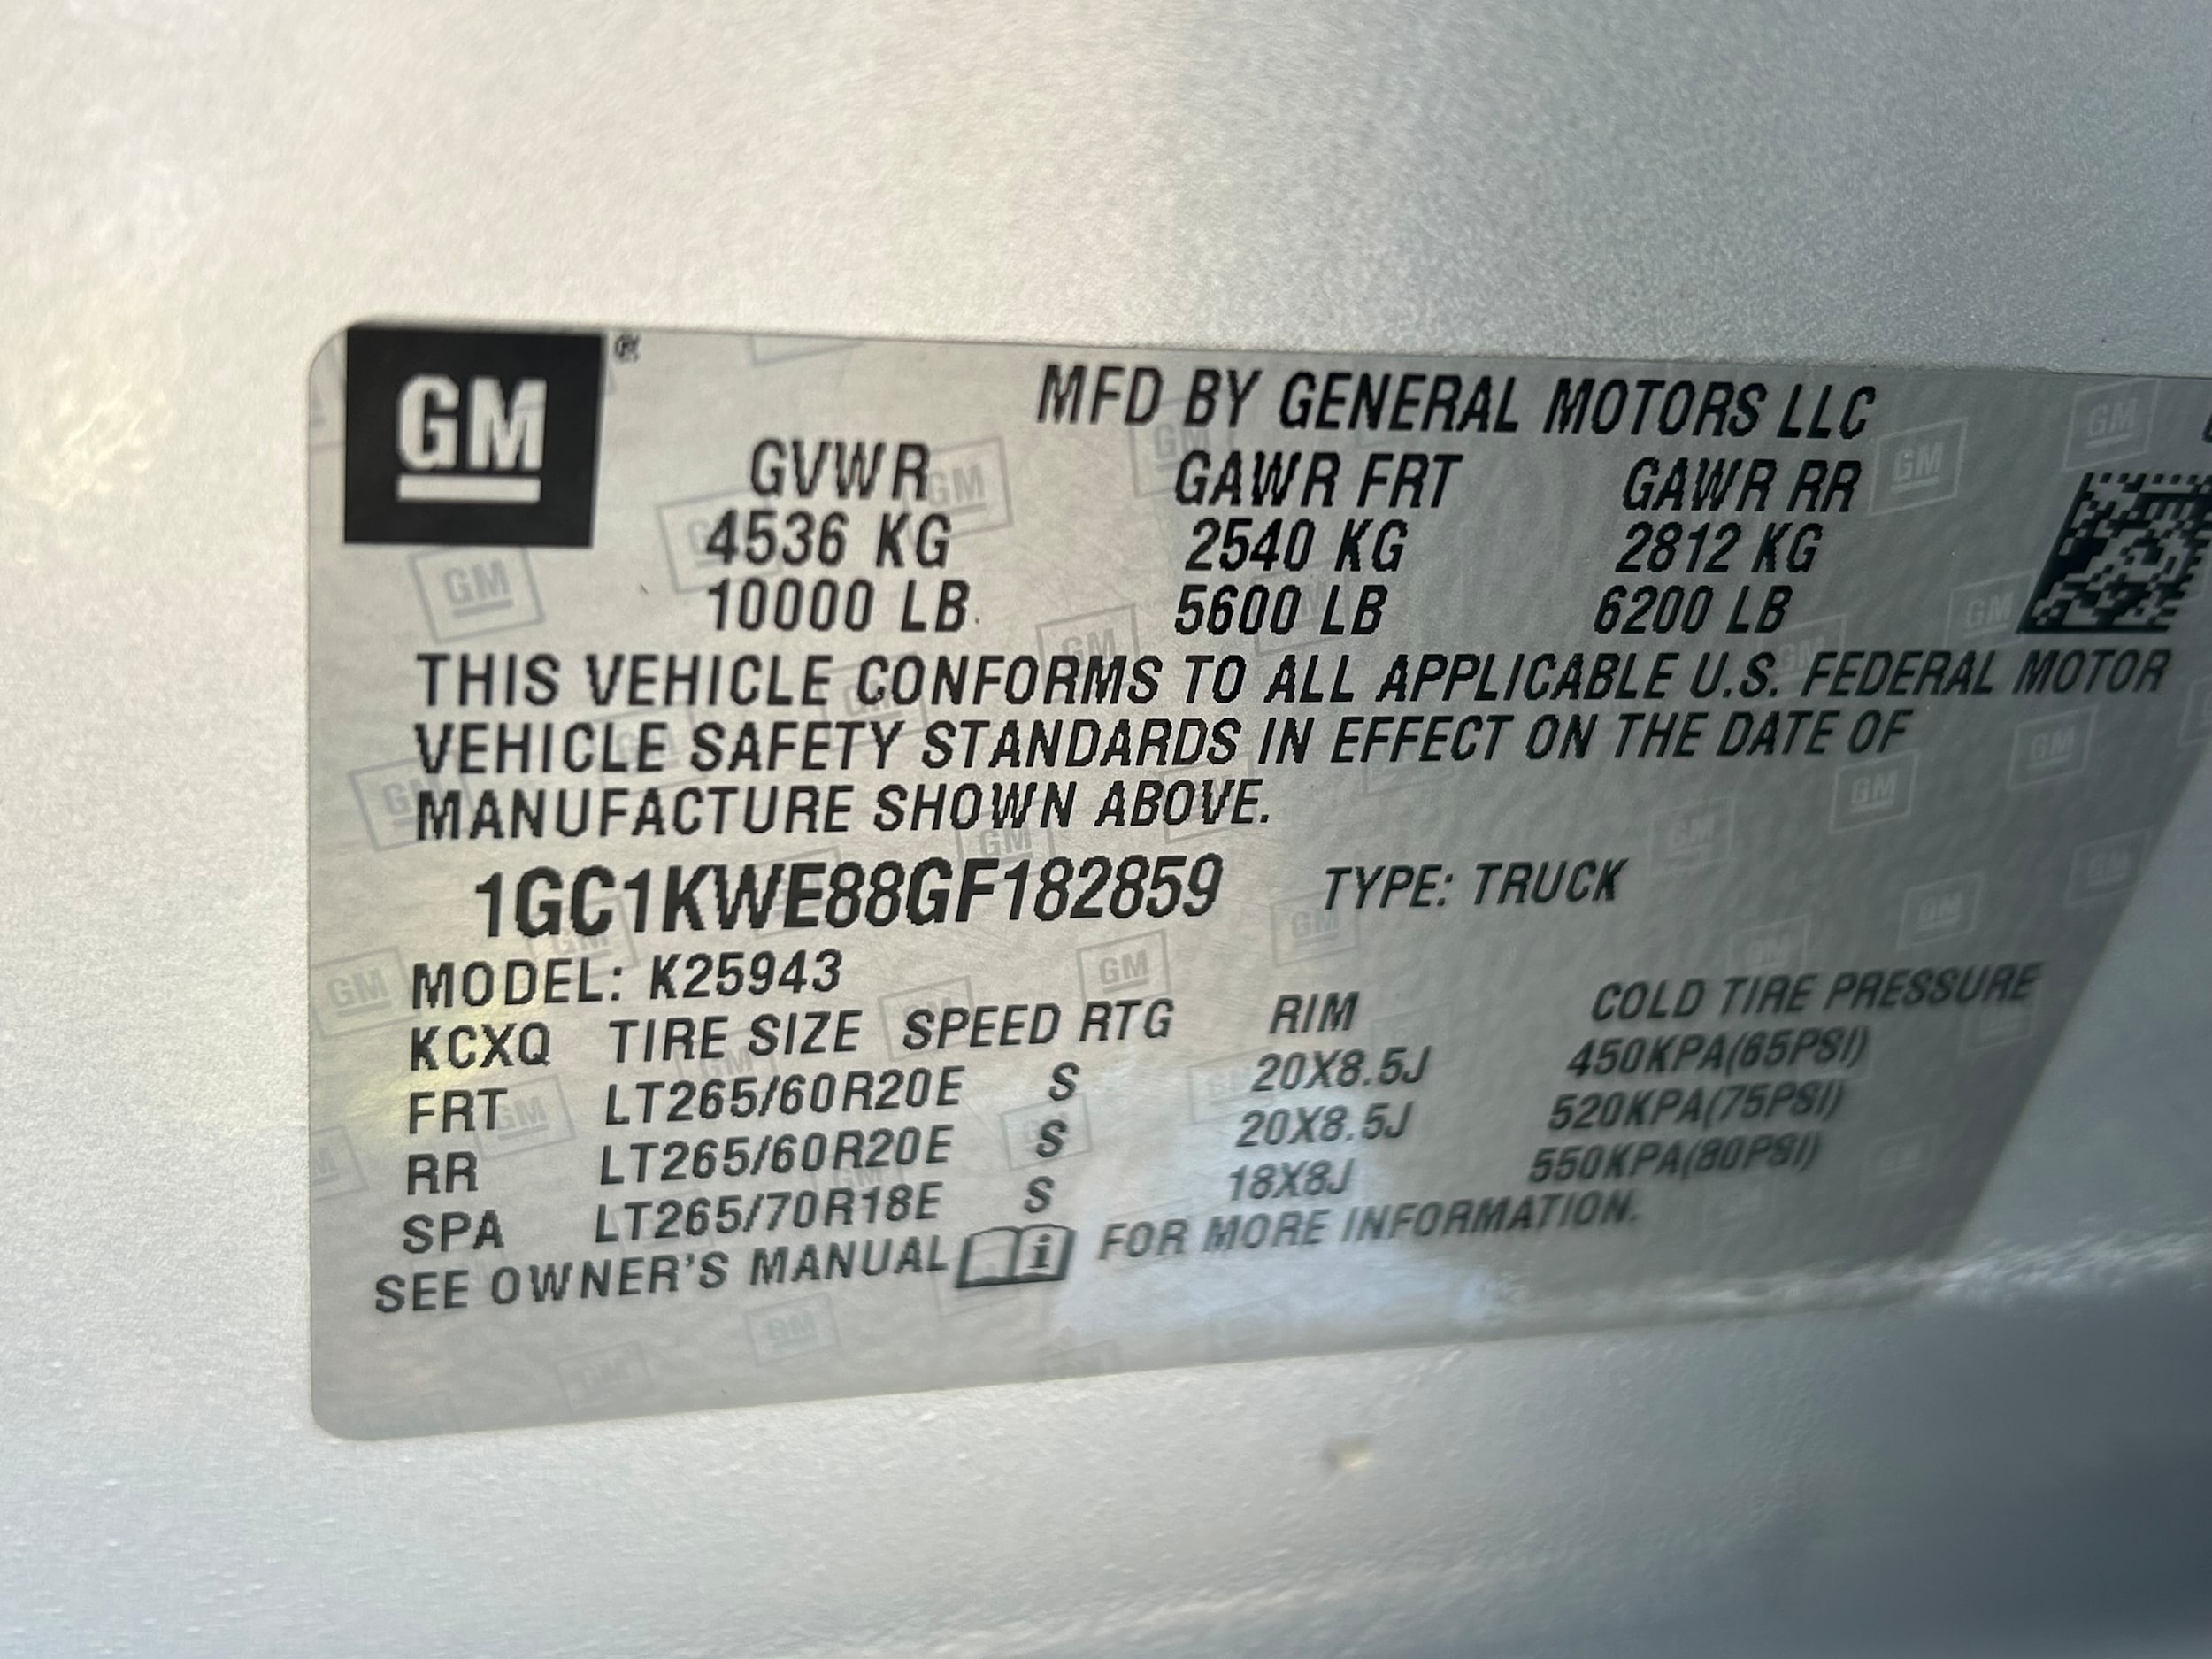 GM ®
MFD BY GENERAL MOTORS LLC
GVWR GAWR FRT GAWR RR
4536 KG 2540 KG 2812 KG
10000 LB 5600 LB 6200 LB
THIS VEHICLE CONFORMS TO ALL APPLICABLE U.S. FEDERAL MOTOR
VEHICLE SAFETY STANDARDS IN EFFECT ON THE DATE OF
MANUFACTURE SHOWN ABOVE.
1GC1KWE88GF182859 TYPE: TRUCK
MODEL: K25943
KCXQ TIRE SIZE SPEED RTG RIM COLD TIRE PRESSURE
FRT LT265/60R20E S 20X8.5J 450KPA(65PSI)
RR LT265/60R20E S 20X8.5J 520KPA(75PSI)
SPA LT265/70R18E S 18X8J 550KPA(80PSI)
SEE OWNER'S MANUAL i FOR MORE INFORMATION.